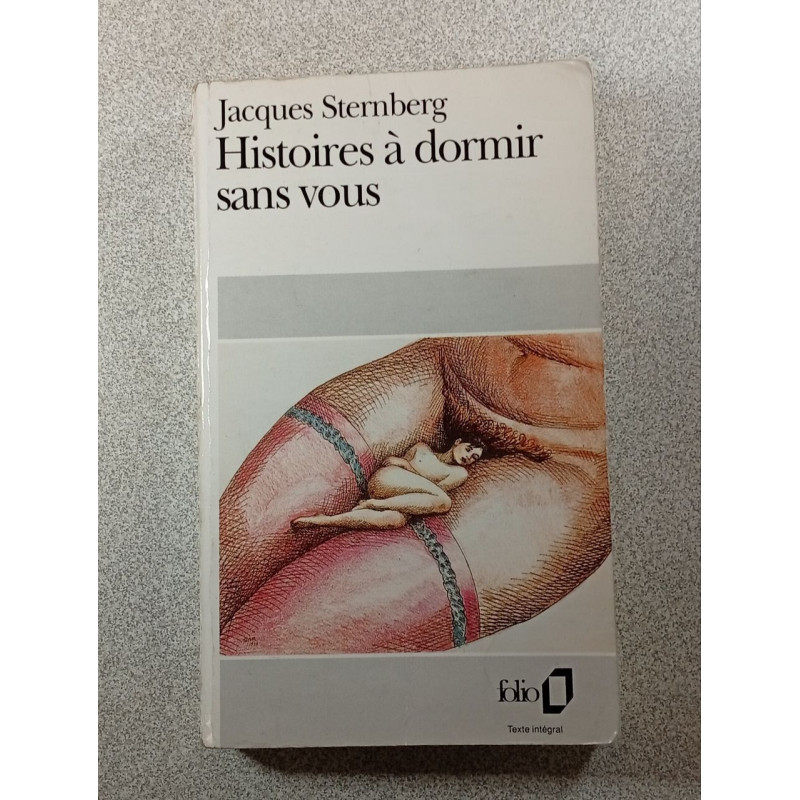 Jacques Sternberg
Histoires à dormir
sans vous
folio
Texte intégral